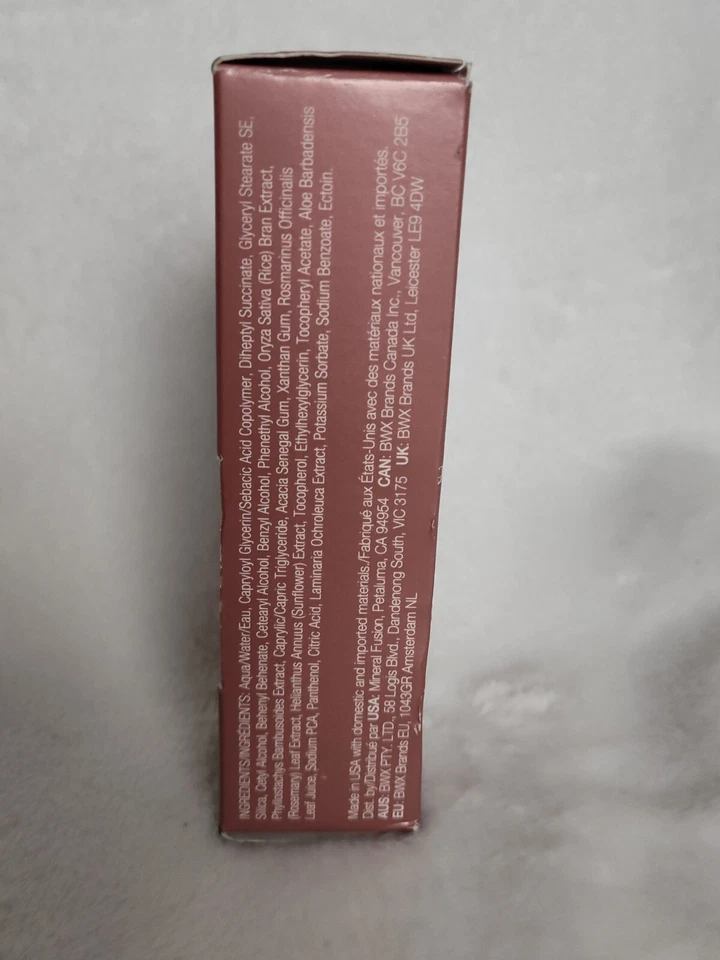 INGREDIENTS/INGRÉDIENTS: Aqua/Water/Eau, Capryloyl Glycerin/Sebacic Acid Copolymer, Diheptyl Succinate, Glyceryl Stearate SE,
Silica, Cetyl Alcohol, Behenyl Behenate, Cetearyl Alcohol, Benzyl Alcohol, Phenethyl Alcohol, Oryza Sativa (Rice) Bran Extract,
Phyllostachys Bambusoides Extract, Caprylic/Capric Triglyceride, Acacia Senegal Gum, Xanthan Gum, Rosmarinus Officinalis
(Rosemary) Leaf Extract, Helianthus Annuus (Sunflower) Extract, Tocopherol, Ethylhexylglycerin, Tocopheryl Acetate, Aloe Barbadensis
Leaf Juice, Sodium PCA, Panthenol, Citric Acid, Laminaria Ochroleuca Extract, Potassium Sorbate, Sodium Benzoate, Ectoin.
Made in USA with domestic and imported materials./Fabriqué aux États-Unis avec des matériaux nationaux et importés.
Dist. by/Distribué par USA: Mineral Fusion, Petaluma, CA 94954 CAN: BWX Brands Canada Inc., Vancouver, BC V6C 2B5
AUS: BWX PTY. LTD, 58 Logis Blvd., Dandenong South, VIC 3175 UK: BWX Brands UK Ltd, Leicester LE9 4DW
EU: BWX Brands EU, 1043GR Amsterdam NL